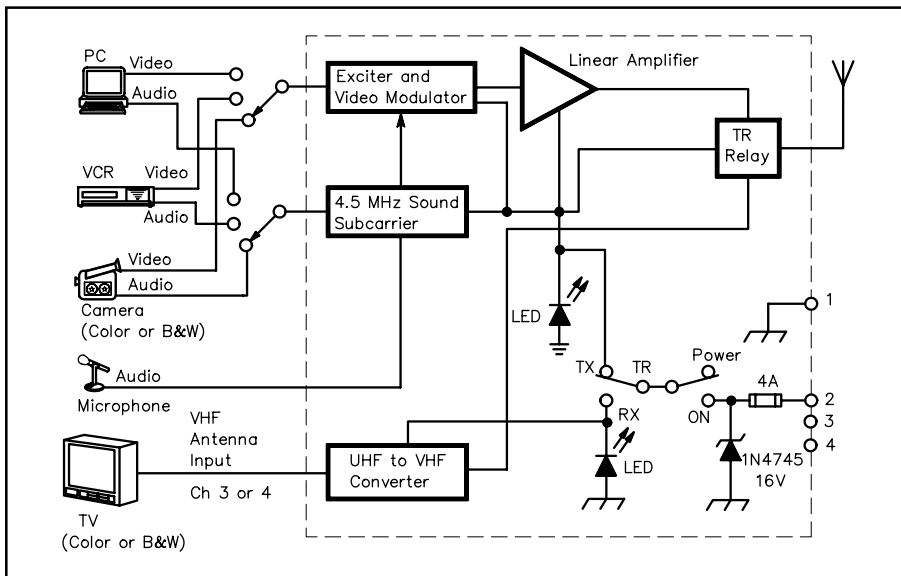 PC
Video
Audio
VCR
Video
Audio
Video
Audio
Camera
(Color or B&W)
Audio
Microphone
VHF
Antenna
Input
Ch 3 or 4
TV
(Color or B&W)
Exciter and
Video Modulator
4.5 MHz Sound
Subcarrier
UHF to VHF
Converter
Linear Amplifier
TR
Relay
LED
TX
TR
Power
RX
ON
LED
4A
1N4745
16V
1
2
3
4